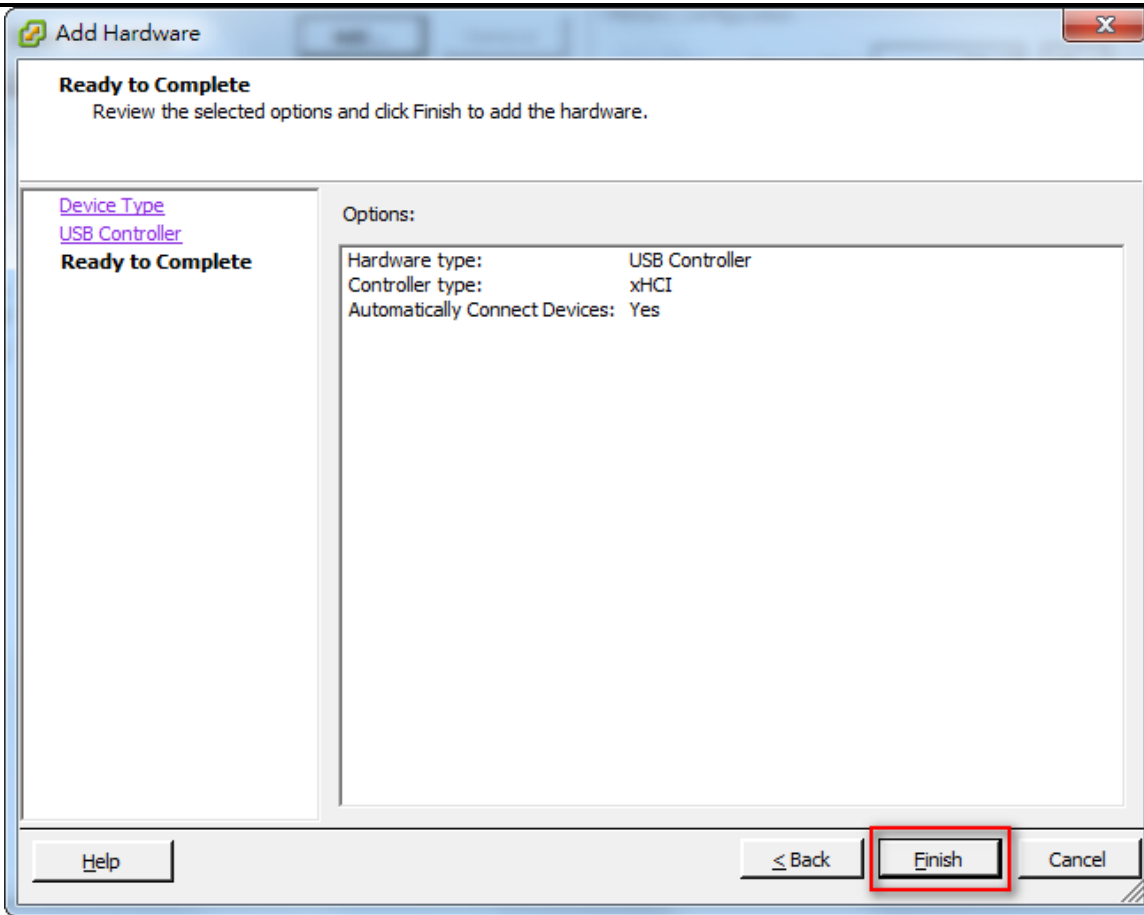 Add Hardware
Ready to Complete
Review the selected options and click Finish to add the hardware.
Device Type
USB Controller
Ready to Complete
Options:
Hardware type: USB Controller
Controller type: xHCI
Automatically Connect Devices: Yes
Help
< Back
Finish
Cancel